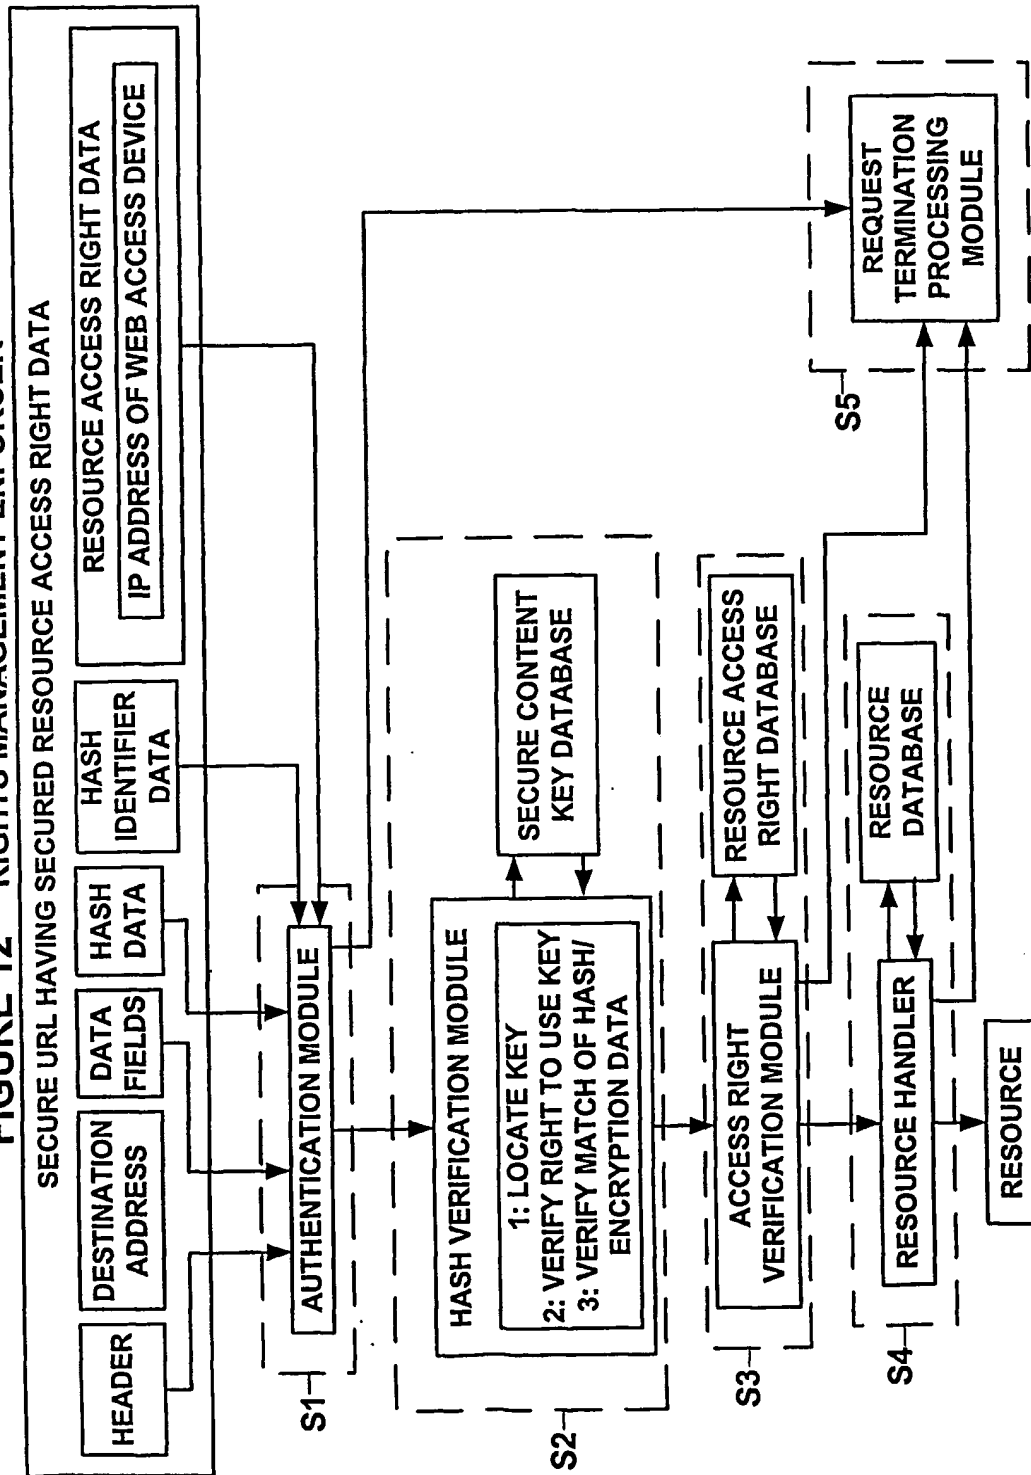 FIGURE 12 - RIGHTS MANAGEMENT ENFORCER
SECURE URL HAVING SECURED RESOURCE ACCESS RIGHT DATA
HEADER
DESTINATION
ADDRESS
DATA
FIELDS
HASH
DATA
HASH
IDENTIFIER
DATA
RESOURCE ACCESS RIGHT DATA
IP ADDRESS OF WEB ACCESS DEVICE
S1
AUTHENTICATION MODULE
S2
HASH VERIFICATION MODULE
1: LOCATE KEY
2: VERIFY RIGHT TO USE KEY
3: VERIFY MATCH OF HASH/
ENCRYPTION DATA
SECURE CONTENT
KEY DATABASE
S3
ACCESS RIGHT
VERIFICATION MODULE
RESOURCE ACCESS
RIGHT DATABASE
S4
RESOURCE HANDLER
RESOURCE
DATABASE
S5
REQUEST
TERMINATION
PROCESSING
MODULE
RESOURCE